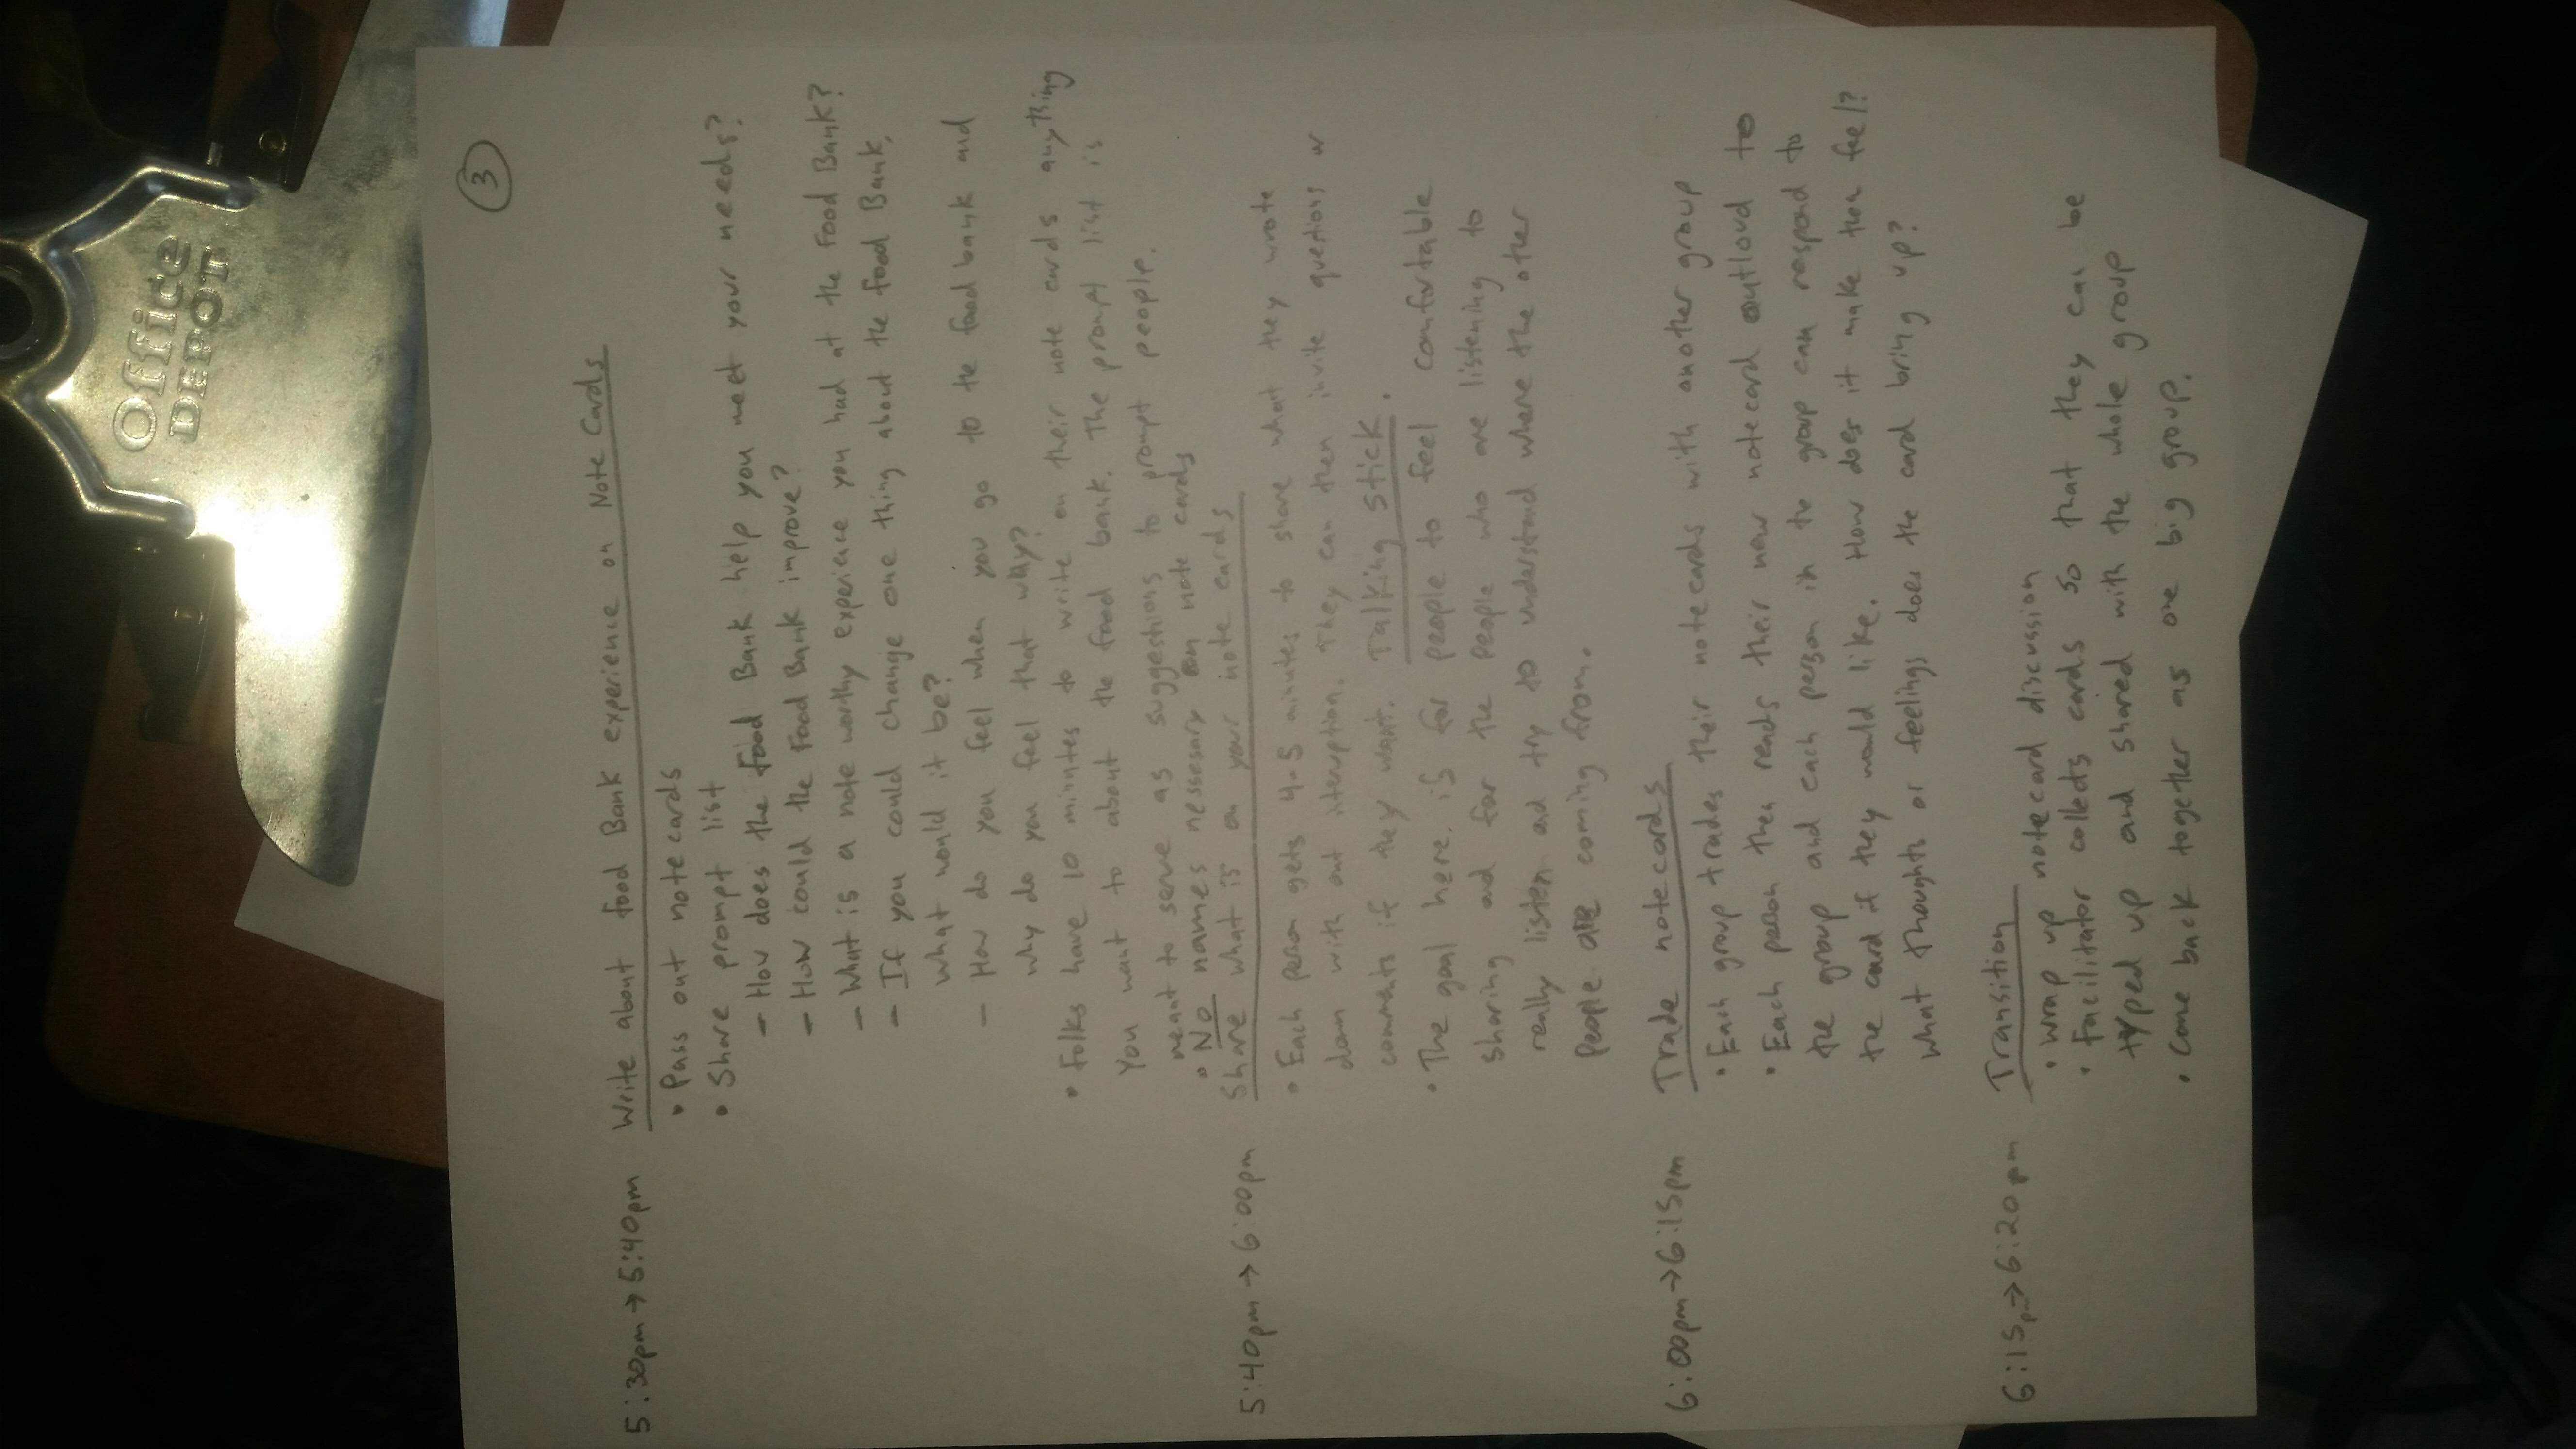 Office
DEPOT
3
5:30pm → 5:40pm Write about food Bank experience on Note Cards
• Pass out notecards
• Share prompt list
– How does the Food Bank help you meet your needs?
– How could the Food Bank improve?
– What is a note worthy experience you had at the Food Bank?
– If you could change one thing about the food Bank,
what would it be?
– How do you feel when you go to the food bank and
why do you feel that way?
• Folks have 10 minutes to write on their note cards anything
you want to about the food bank. The prompt list is
meant to serve as suggestions to prompt people.
• No names nessesary on note cards
5:40pm → 6:00pm Share what is on your note cards
• Each person gets 4-5 minutes to share what they wrote
down with out interuption. They can then invite questions or
comments if they want. Talking stick.
• The goal here is for people to feel comfortable
sharing and for the people who are listening to
really listen and try to understand where the other
people are coming from.
6:00pm → 6:15pm Trade notecards
• Each group trades their notecards with another group
• Each person then reads their new notecard outloud to
the group and each person in the group can respond to
the card if they would like. How does it make them feel?
What thoughts or feelings does the card bring up?
6:15pm → 6:20pm Transition
• wrap up notecard discussion
• Facilitator collects cards so that they can be
typed up and shared with the whole group
• Come back together as one big group.